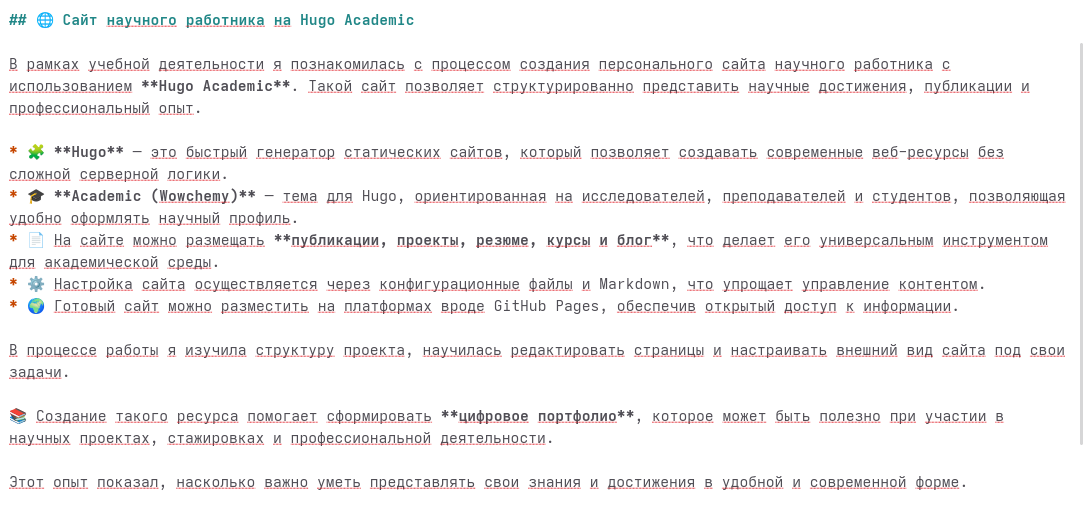 ## 🌐 Сайт научного работника на Hugo Academic
В рамках учебной деятельности я познакомилась с процессом создания персонального сайта научного работника с
использованием **Hugo Academic**. Такой сайт позволяет структурированно представить научные достижения, публикации и
профессиональный опыт.
* 🧩 **Hugo** — это быстрый генератор статических сайтов, который позволяет создавать современные веб-ресурсы без
сложной серверной логики.
* 🎓 **Academic (Wowchemy)** — тема для Hugo, ориентированная на исследователей, преподавателей и студентов, позволяющая
удобно оформлять научный профиль.
* 📄 На сайте можно размещать **публикации, проекты, резюме, курсы и блог**, что делает его универсальным инструментом
для академической среды.
* ⚙️ Настройка сайта осуществляется через конфигурационные файлы и Markdown, что упрощает управление контентом.
* 🌍 Готовый сайт можно разместить на платформах вроде GitHub Pages, обеспечив открытый доступ к информации.
В процессе работы я изучила структуру проекта, научилась редактировать страницы и настраивать внешний вид сайта под свои
задачи.
📚 Создание такого ресурса помогает сформировать **цифровое портфолио**, которое может быть полезно при участии в
научных проектах, стажировках и профессиональной деятельности.
Этот опыт показал, насколько важно уметь представлять свои знания и достижения в удобной и современной форме.